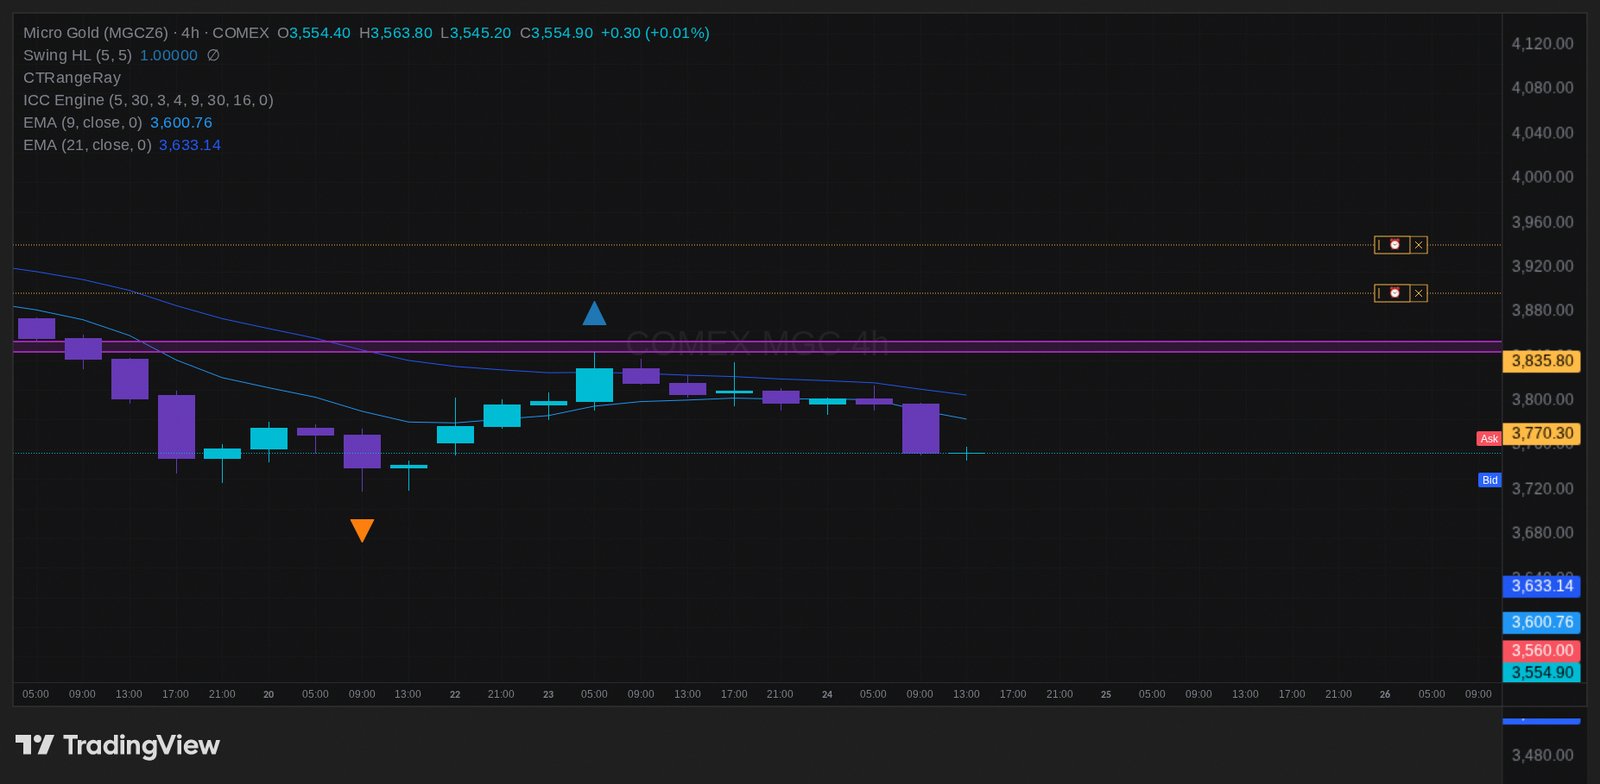 Micro Gold (MGCZ6) · 4h · COMEX O3,554.40 H3,563.80 L3,545.20 C3,554.90 +0.30 (+0.01%)
Swing HL (5, 5) 1.00000 ∅
CTRangeRay
ICC Engine (5, 30, 3, 4, 9, 30, 16, 0)
EMA (9, close, 0) 3,600.76
EMA (21, close, 0) 3,633.14
COMEX MGC 4h
4,120.00
4,080.00
4,040.00
4,000.00
3,960.00
3,920.00
3,880.00
3,835.80
3,800.00
Ask 3,770.30
Bid
3,720.00
3,680.00
3,633.14
3,600.76
3,560.00
3,554.90
05:00 09:00 13:00 17:00 21:00 20 05:00 09:00 13:00 22 21:00 23 05:00 09:00 13:00 17:00 21:00 24 05:00 09:00 13:00 17:00 21:00 25 05:00 09:00 13:00 17:00 21:00 26 05:00 09:00
TradingView
3,480.00